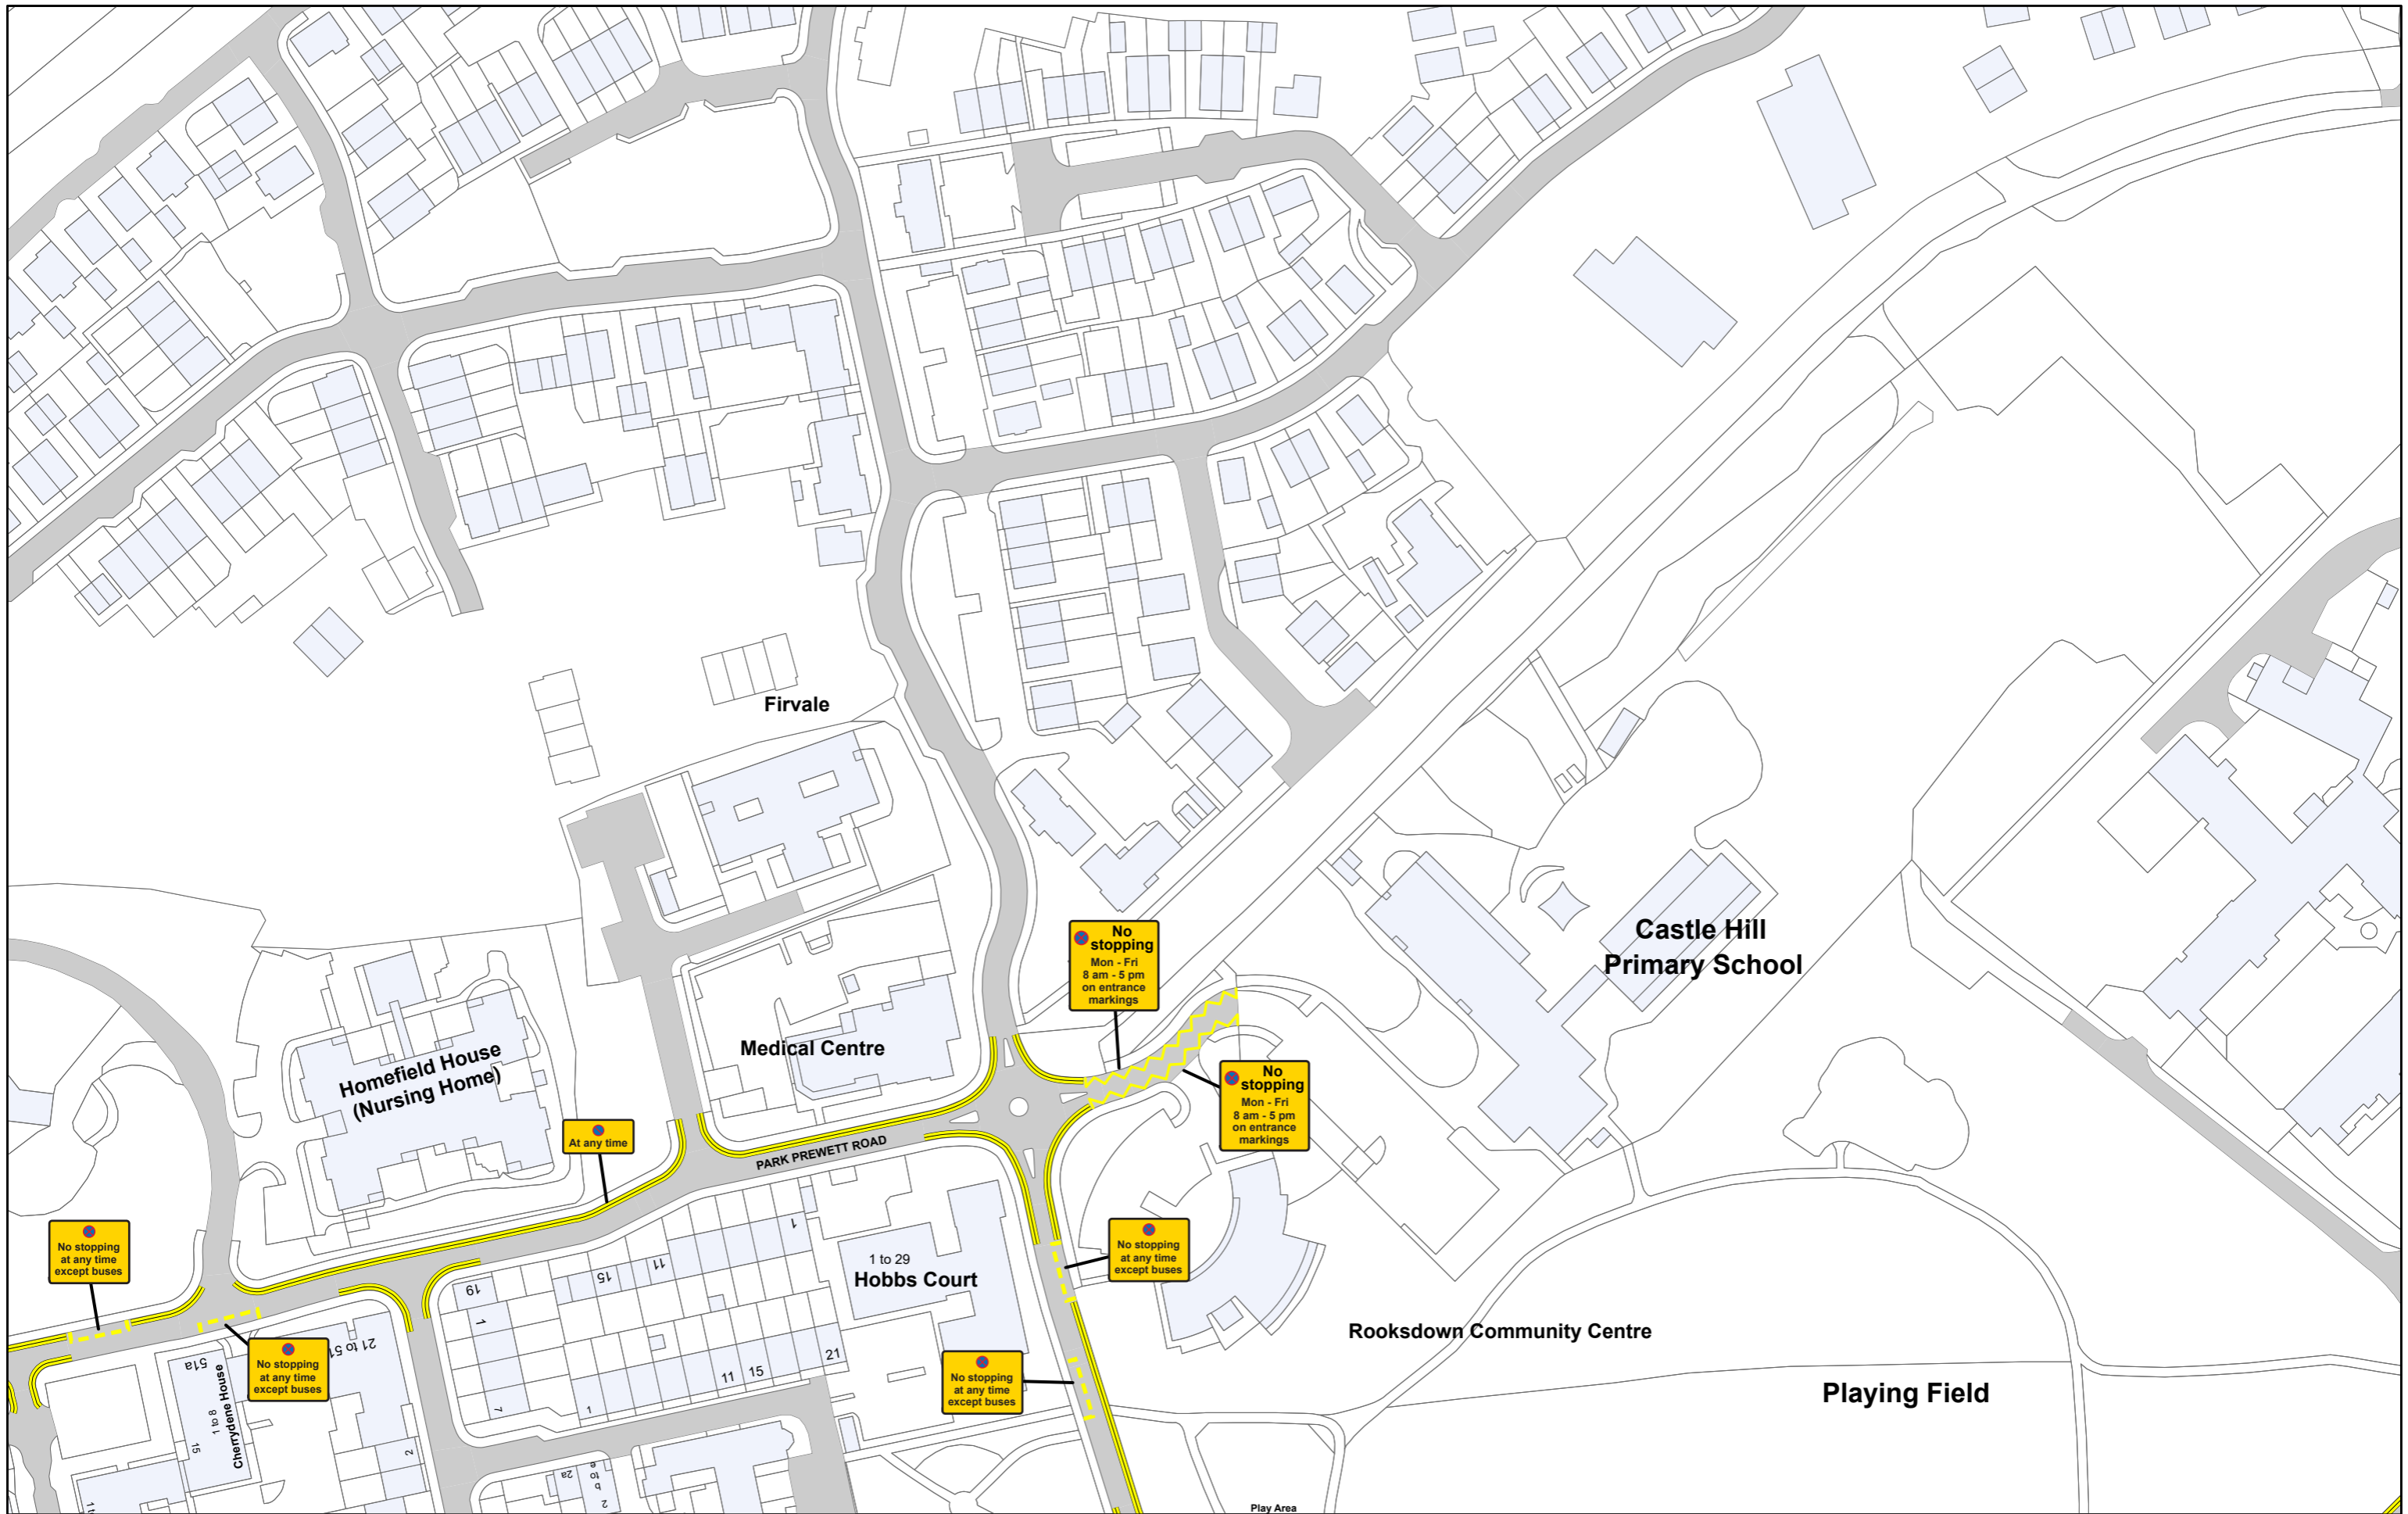 Firvale
Castle Hill
Primary School
No
stopping
Mon - Fri
8 am - 5 pm
on entrance
markings
Medical Centre
Homefield House
(Nursing Home)
No
stopping
Mon - Fri
8 am - 5 pm
on entrance
markings
At any time
PARK PREWETT ROAD
No stopping
at any time
except buses
No stopping
at any time
except buses
1
11
15
19
1
1 to 29
Hobbs Court
Rooksdown Community Centre
No stopping
at any time
except buses
21 to 51
51a
Cherrydene House
1 to 8
15
No stopping
at any time
except buses
21
15
11
1
7
Playing Field
2
2a
Play Area